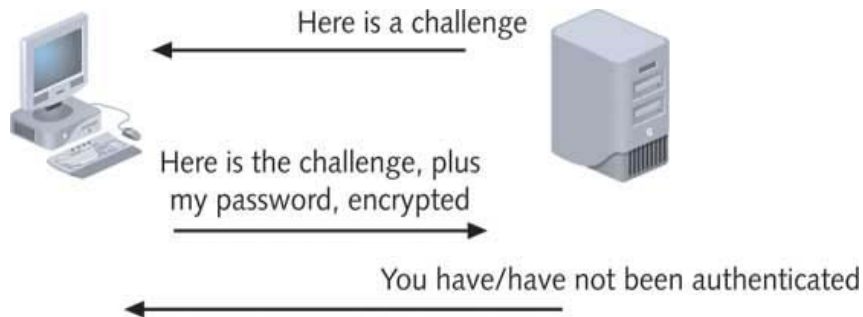 Here is a challenge
Here is the challenge, plus
my password, encrypted
You have/have not been authenticated